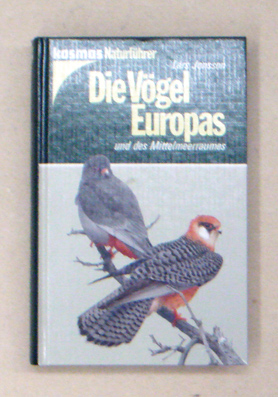 kosmos Naturführer
Lars Jonsson
Die Vögel
Europas
und des Mittelmeerraumes